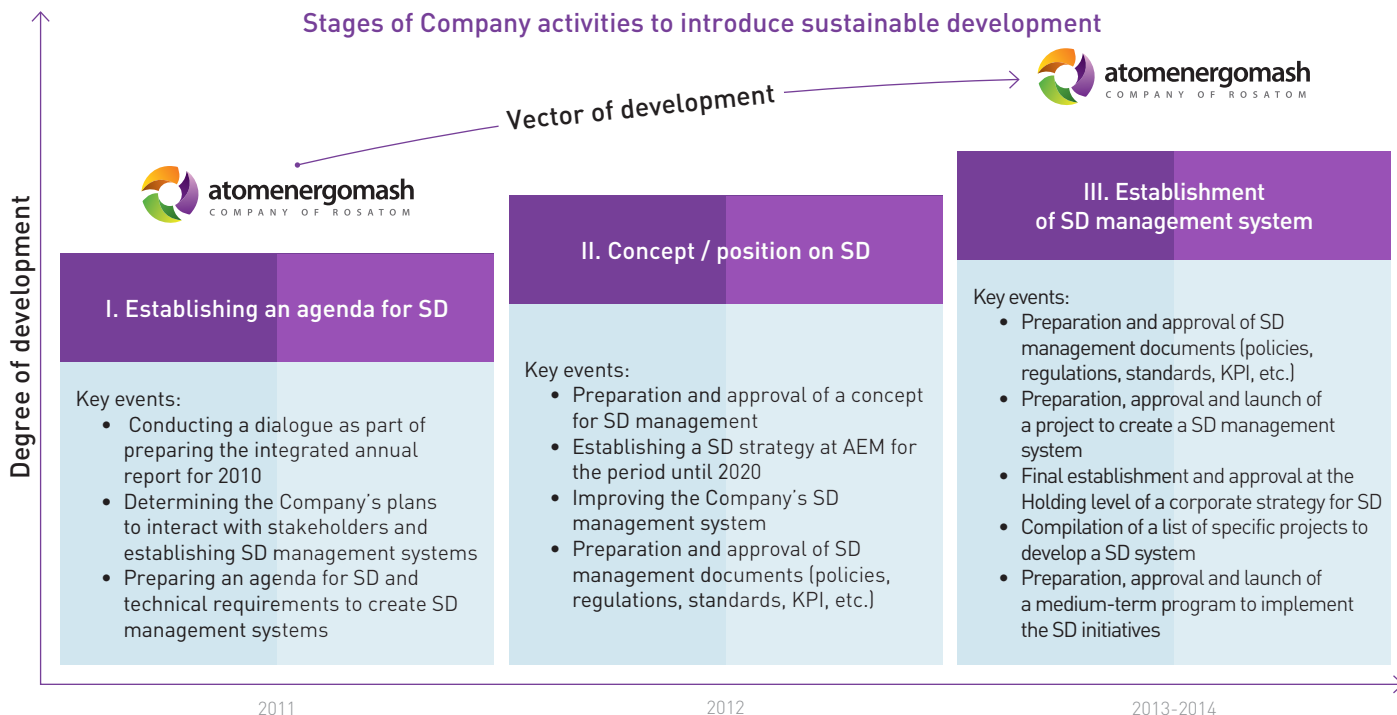 Stages of Company activities to introduce sustainable development
Degree of development
Vector of development
atomenergomash
COMPANY OF ROSATOM
atomenergomash
COMPANY OF ROSATOM
I. Establishing an agenda for SD
Key events:
• Conducting a dialogue as part of
preparing the integrated annual
report for 2010
• Determining the Company's plans
to interact with stakeholders and
establishing SD management systems
• Preparing an agenda for SD and
technical requirements to create SD
management systems
2011
II. Concept / position on SD
Key events:
• Preparation and approval of a concept
for SD management
• Establishing a SD strategy at AEM for
the period until 2020
• Improving the Company's SD
management system
• Preparation and approval of SD
management documents (policies,
regulations, standards, KPI, etc.)
2012
III. Establishment
of SD management system
Key events:
• Preparation and approval of SD
management documents (policies,
regulations, standards, KPI, etc.)
• Preparation, approval and launch of
a project to create a SD management
system
• Final establishment and approval at the
Holding level of a corporate strategy for SD
• Compilation of a list of specific projects to
develop a SD system
• Preparation, approval and launch of
a medium-term program to implement
the SD initiatives
2013-2014